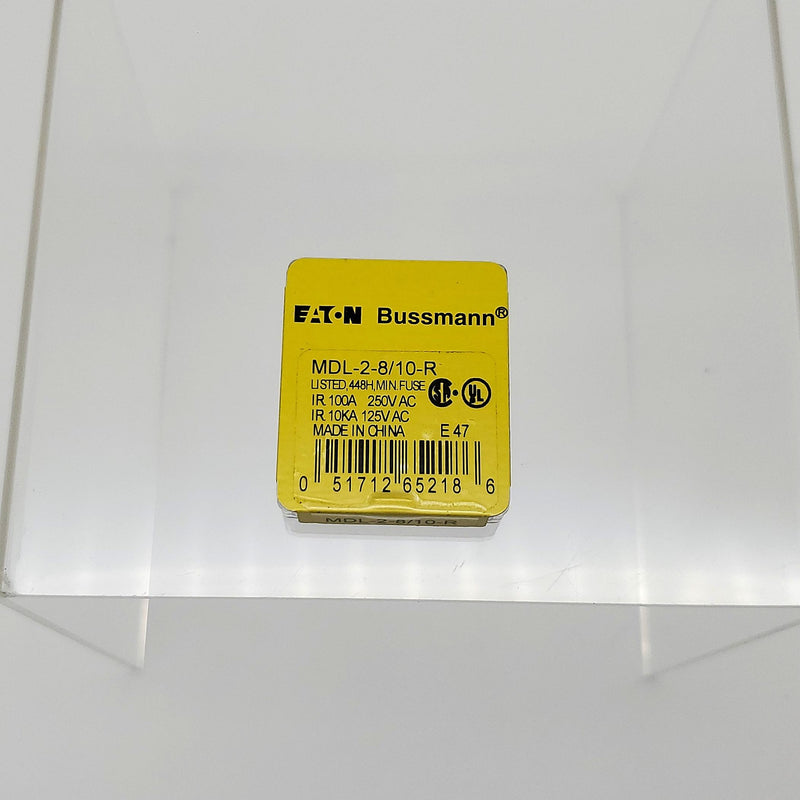 EATON Bussmann®
MDL-2-8/10-R
LISTED, 448H, MIN. FUSE
IR 100A 250V AC
IR 10KA 125V AC
MADE IN CHINA E 47
0 51712 65218 6
MDL-2-8/10-R